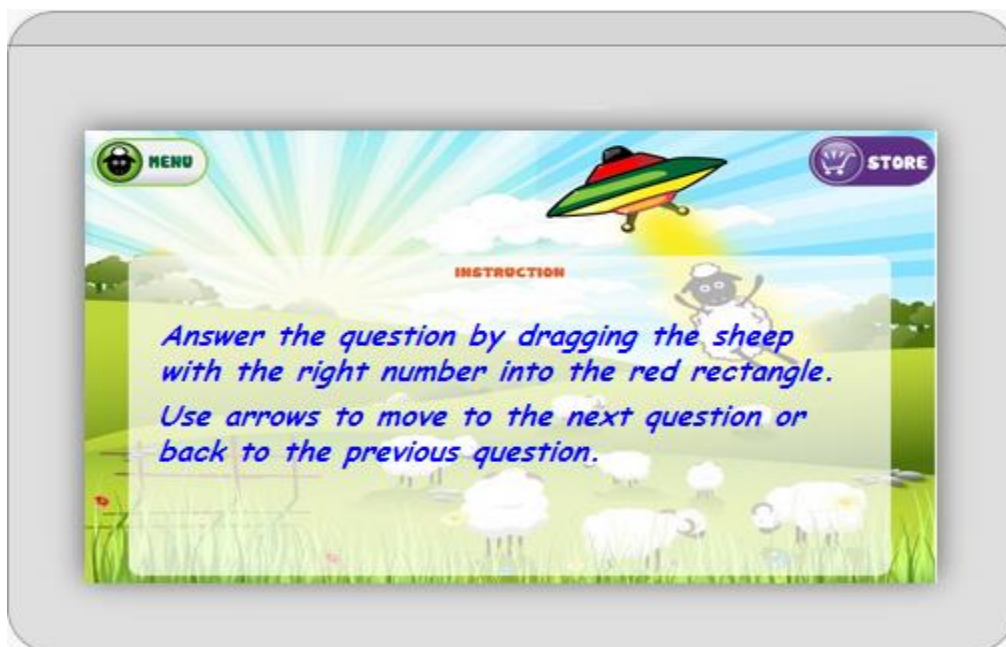 MENU
STORE
INSTRUCTION
Answer the question by dragging the sheep
with the right number into the red rectangle.
Use arrows to move to the next question or
back to the previous question.